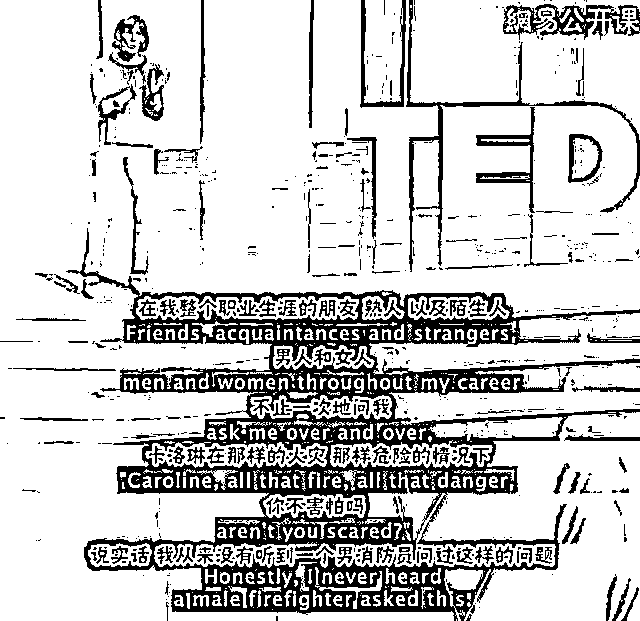 網易公开课
TED
在我整个职业生涯的朋友 熟人 以及陌生人
Friends, acquaintances and strangers,
男人和女人
men and women throughout my career
不止一次地问我
ask me over and over,
卡洛琳在那样的火灾 那样危险的情况下
"Caroline, all that fire, all that danger,
你不害怕吗
aren't you scared?"
说实话 我从来没有听到一个男消防员问过这样的问题
Honestly, I never heard
a male firefighter asked this.